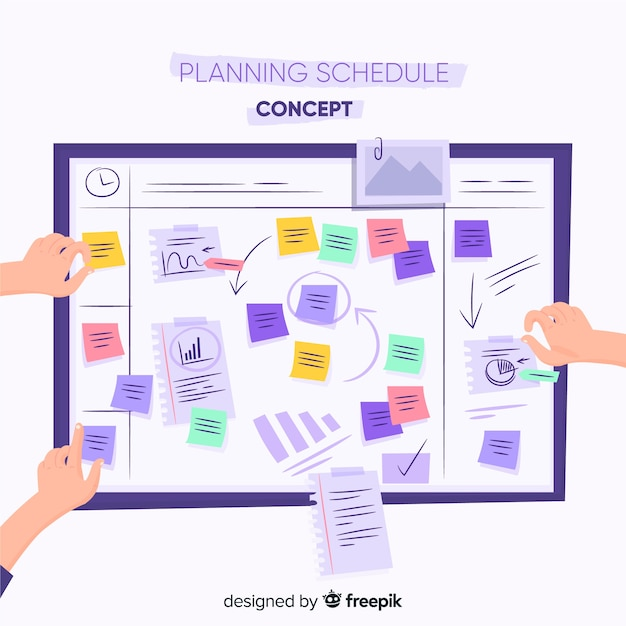 PLANNING SCHEDULE
CONCEPT
designed by freepik